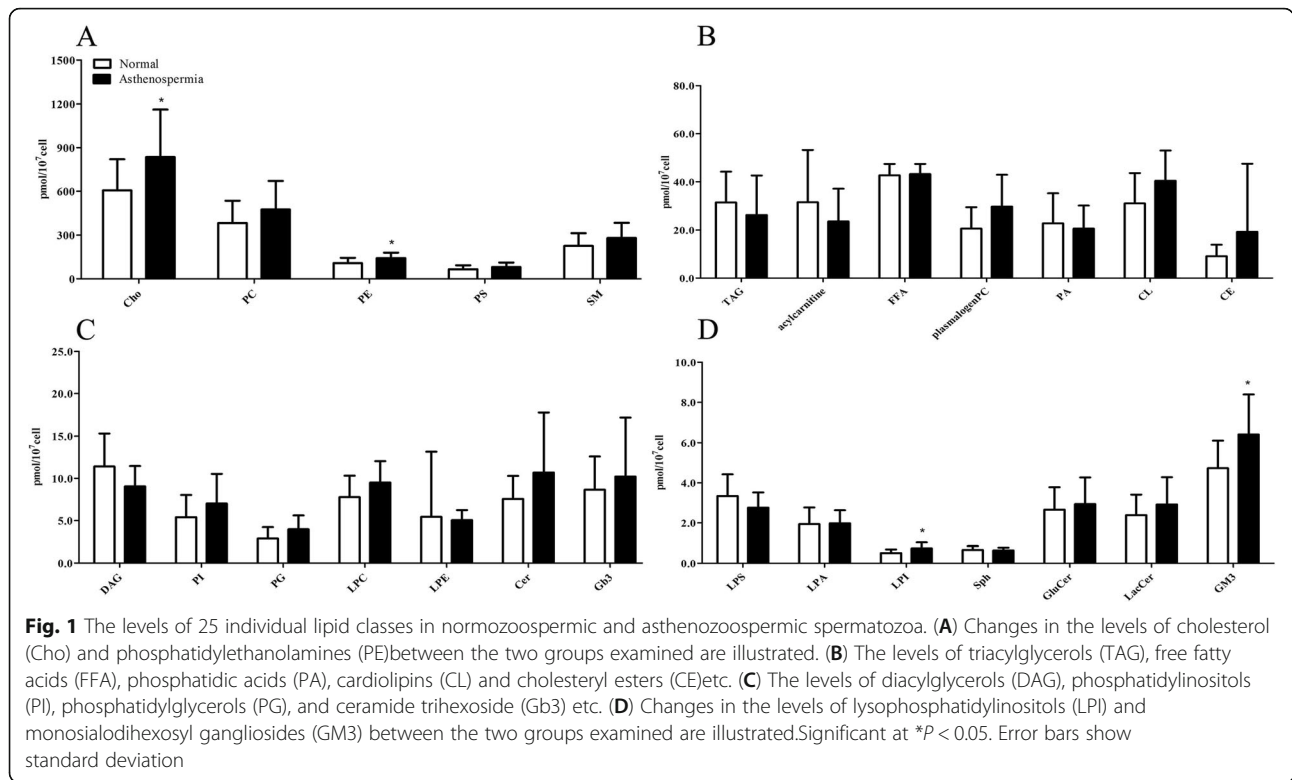 A
1500
1200
900
600
300
0
pmol/10⁷cell
Normal
Asthenospermia
*
*
Cho
PC
PE
PS
SM
B
80.0
60.0
40.0
20.0
0.0
TAG
acylcarnitine
FFA
plasmalogenPC
PA
CL
CE
C
25.0
20.0
15.0
10.0
5.0
0.0
pmol/10⁷cell
DAG
PI
PG
LPC
LPE
Cer
Gb3
D
10.0
8.0
6.0
4.0
2.0
0.0
pmol/10⁷cell
*
*
LPS
LPA
LPI
Sph
GluCer
LacCer
GM3
Fig. 1 The levels of 25 individual lipid classes in normozoospermic and asthenozoospermic spermatozoa. (A) Changes in the levels of cholesterol
(Cho) and phosphatidylethanolamines (PE)between the two groups examined are illustrated. (B) The levels of triacylglycerols (TAG), free fatty
acids (FFA), phosphatidic acids (PA), cardiolipins (CL) and cholesteryl esters (CE)etc. (C) The levels of diacylglycerols (DAG), phosphatidylinositols
(PI), phosphatidylglycerols (PG), and ceramide trihexoside (Gb3) etc. (D) Changes in the levels of lysophosphatidylinositols (LPI) and
monosialodihexosyl gangliosides (GM3) between the two groups examined are illustrated.Significant at *P < 0.05. Error bars show
standard deviation